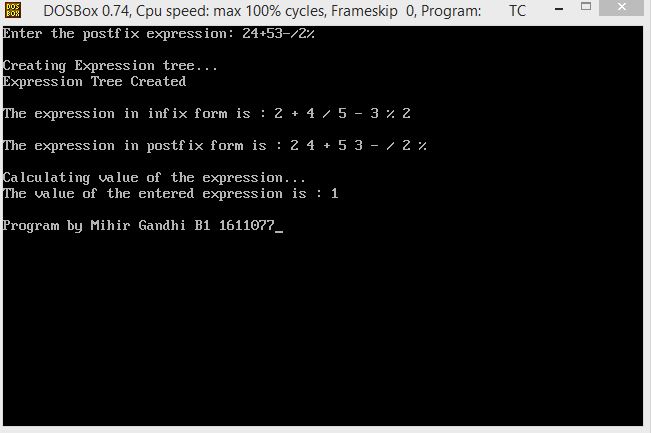 DOS BOX DOSBox 0.74, Cpu speed: max 100% cycles, Frameskip 0, Program: TC
Enter the postfix expression: 24+53-/2%
Creating Expression tree...
Expression Tree Created
The expression in infix form is : 2 + 4 / 5 - 3 % 2
The expression in postfix form is : 2 4 + 5 3 - / 2 %
Calculating value of the expression...
The value of the entered expression is : 1
Program by Mihir Gandhi B1 1611077_